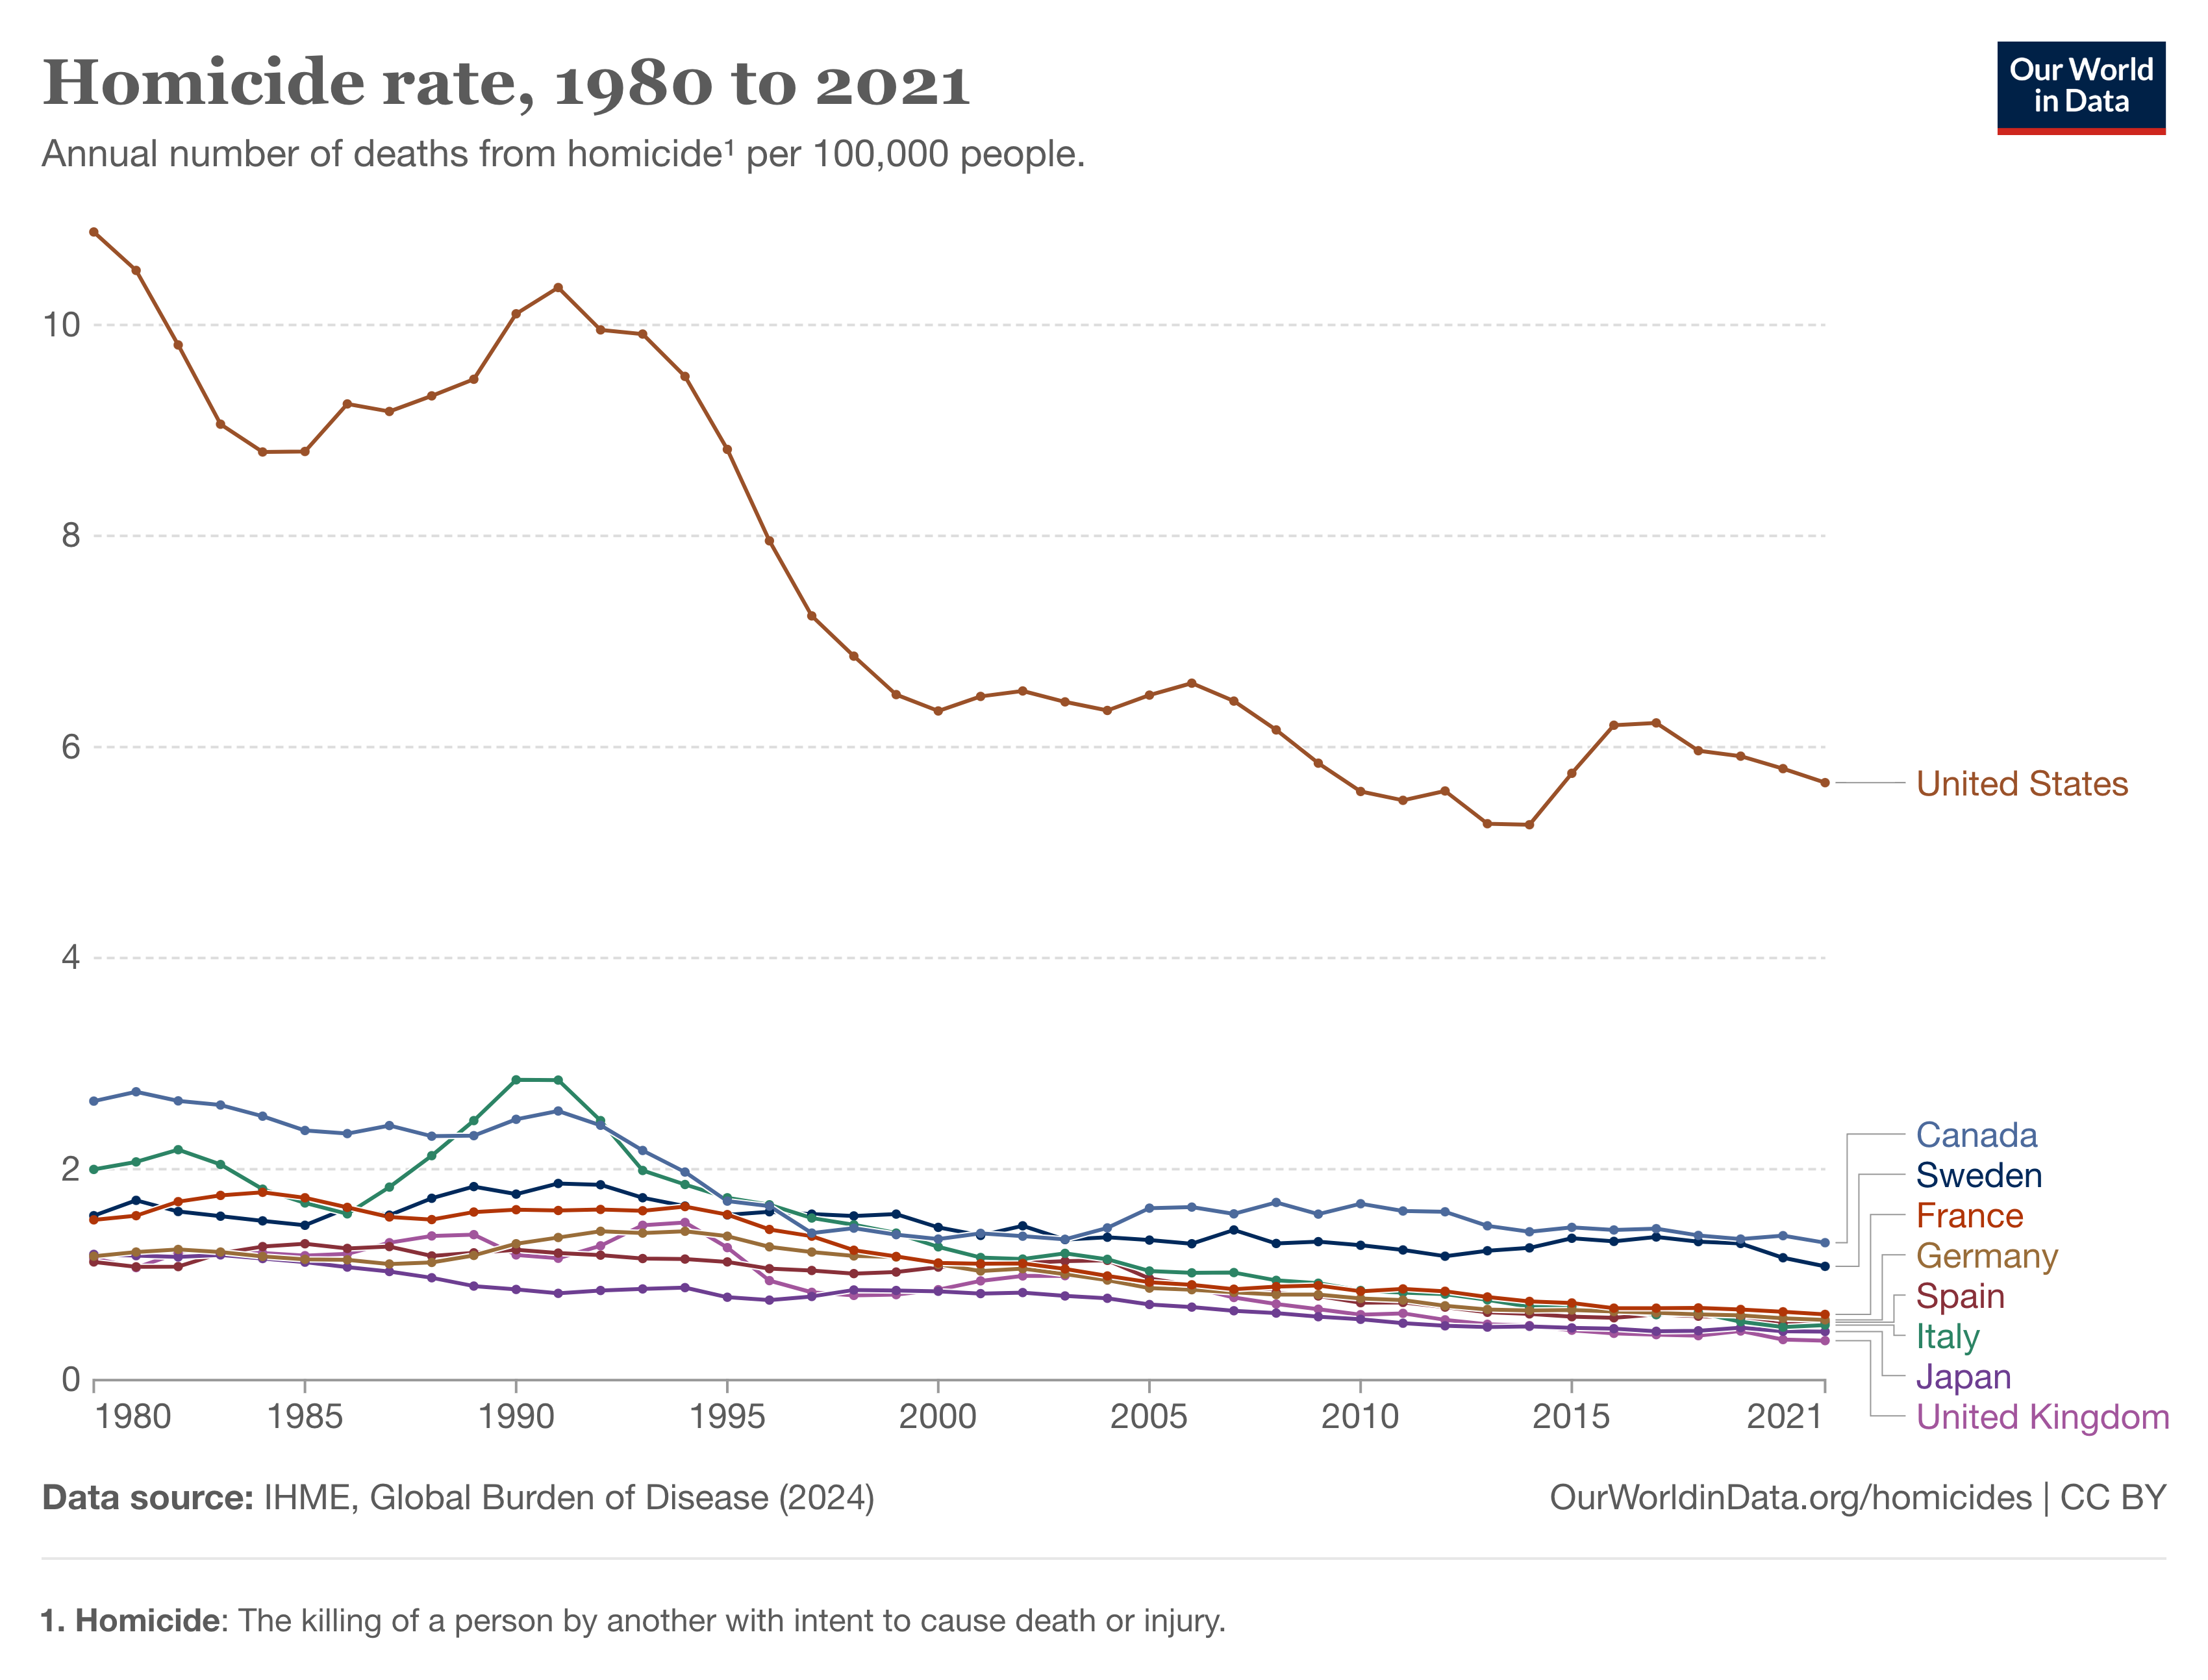 Homicide rate, 1980 to 2021
Our World
in Data
Annual number of deaths from homicide¹ per 100,000 people.
10
8
6
4
2
0
United States
Canada
Sweden
France
Germany
Spain
Italy
Japan
United Kingdom
1980 1985 1990 1995 2000 2005 2010 2015 2021
Data source: IHME, Global Burden of Disease (2024)
OurWorldinData.org/homicides | CC BY
1. Homicide: The killing of a person by another with intent to cause death or injury.